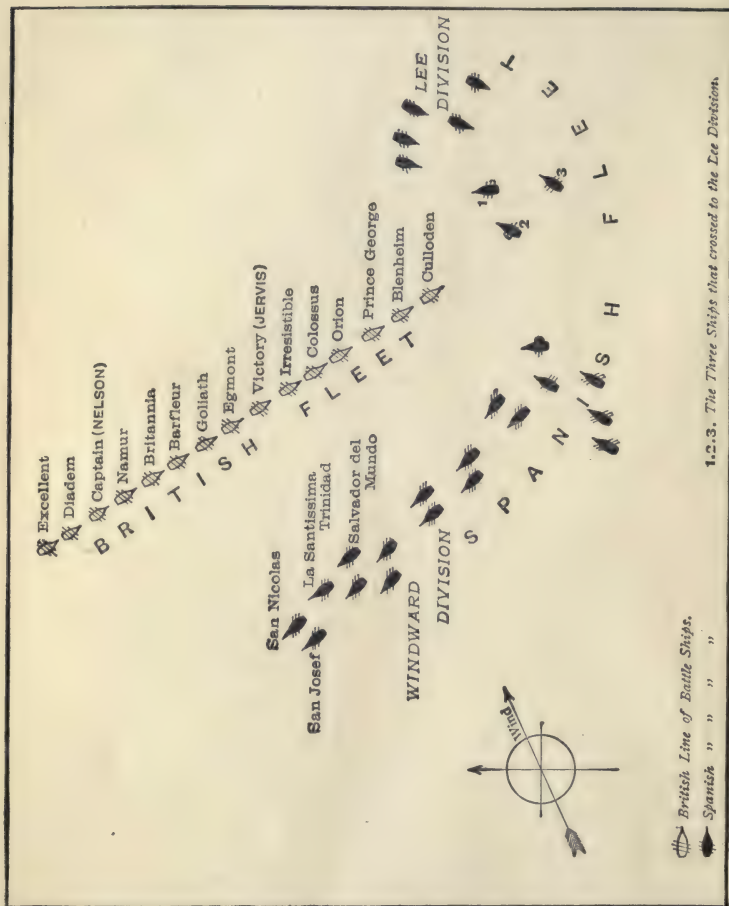 Excellent
Diadem
Captain (NELSON)
Namur
Britannia
Barfleur
Goliath
Egmont
Victory (JERVIS)
Irresistible
Colossus
Orion
Prince George
Blenheim
Culloden
BRITISH FLEET
San Nicolas
San Josef
La Santissima
Trinidad
Salvador del
Mundo
WINDWARD
DIVISION
LEE
DIVISION
SPANISH FLEET
1
2
3
Wind
British Line of Battle Ships.
Spanish " " " "
1.2.3. The Three Ships that crossed to the Lee Division.